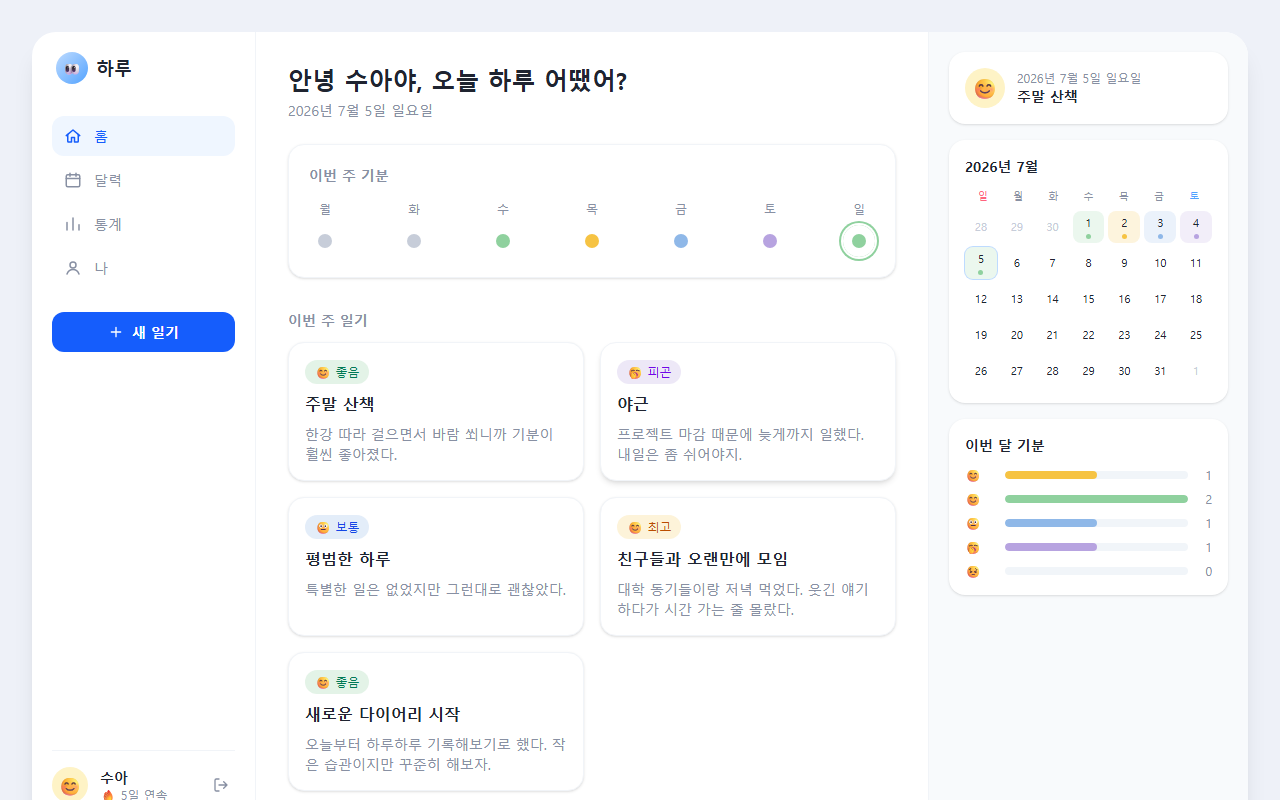 하루
홈
달력
통계
나
새 일기
수아
5일 연속
안녕 수아야, 오늘 하루 어땠어?
2026년 7월 5일 일요일
이번 주 기분
월 화 수 목 금 토 일
이번 주 일기
좋음
주말 산책
한강 따라 걸으면서 바람 쐬니까 기분이
훨씬 좋아졌다.
피곤
야근
프로젝트 마감 때문에 늦게까지 일했다.
내일은 좀 쉬어야지.
보통
평범한 하루
특별한 일은 없었지만 그런대로 괜찮았다.
최고
친구들과 오랜만에 모임
대학 동기들이랑 저녁 먹었다. 웃긴 얘기
하다가 시간 가는 줄 몰랐다.
좋음
새로운 다이어리 시작
오늘부터 하루하루 기록해보기로 했다. 작
은 습관이지만 꾸준히 해보자.
2026년 7월 5일 일요일
주말 산책
2026년 7월
일 월 화 수 목 금 토
28 29 30 1 2 3 4
5 6 7 8 9 10 11
12 13 14 15 16 17 18
19 20 21 22 23 24 25
26 27 28 29 30 31 1
이번 달 기분
1
2
1
1
0